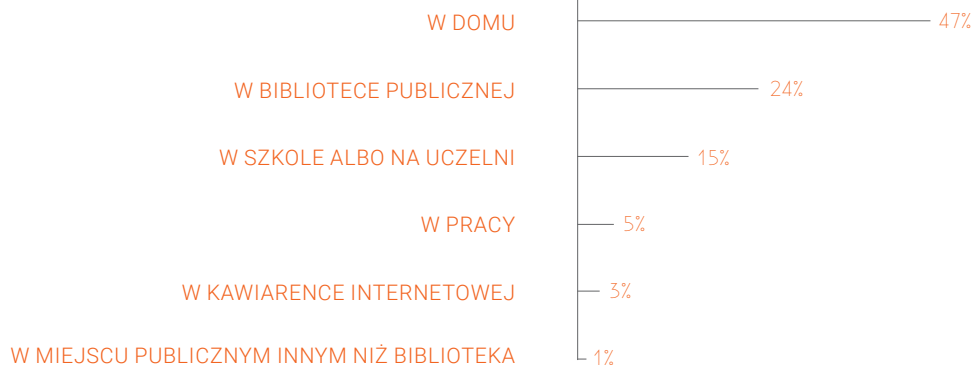 W DOMU 47%
W BIBLIOTECE PUBLICZNEJ 24%
W SZKOLE ALBO NA UCZELNI 15%
W PRACY 5%
W KAWIARENCE INTERNETOWEJ 3%
W MIEJSCU PUBLICZNYM INNYM NIŻ BIBLIOTEKA 1%